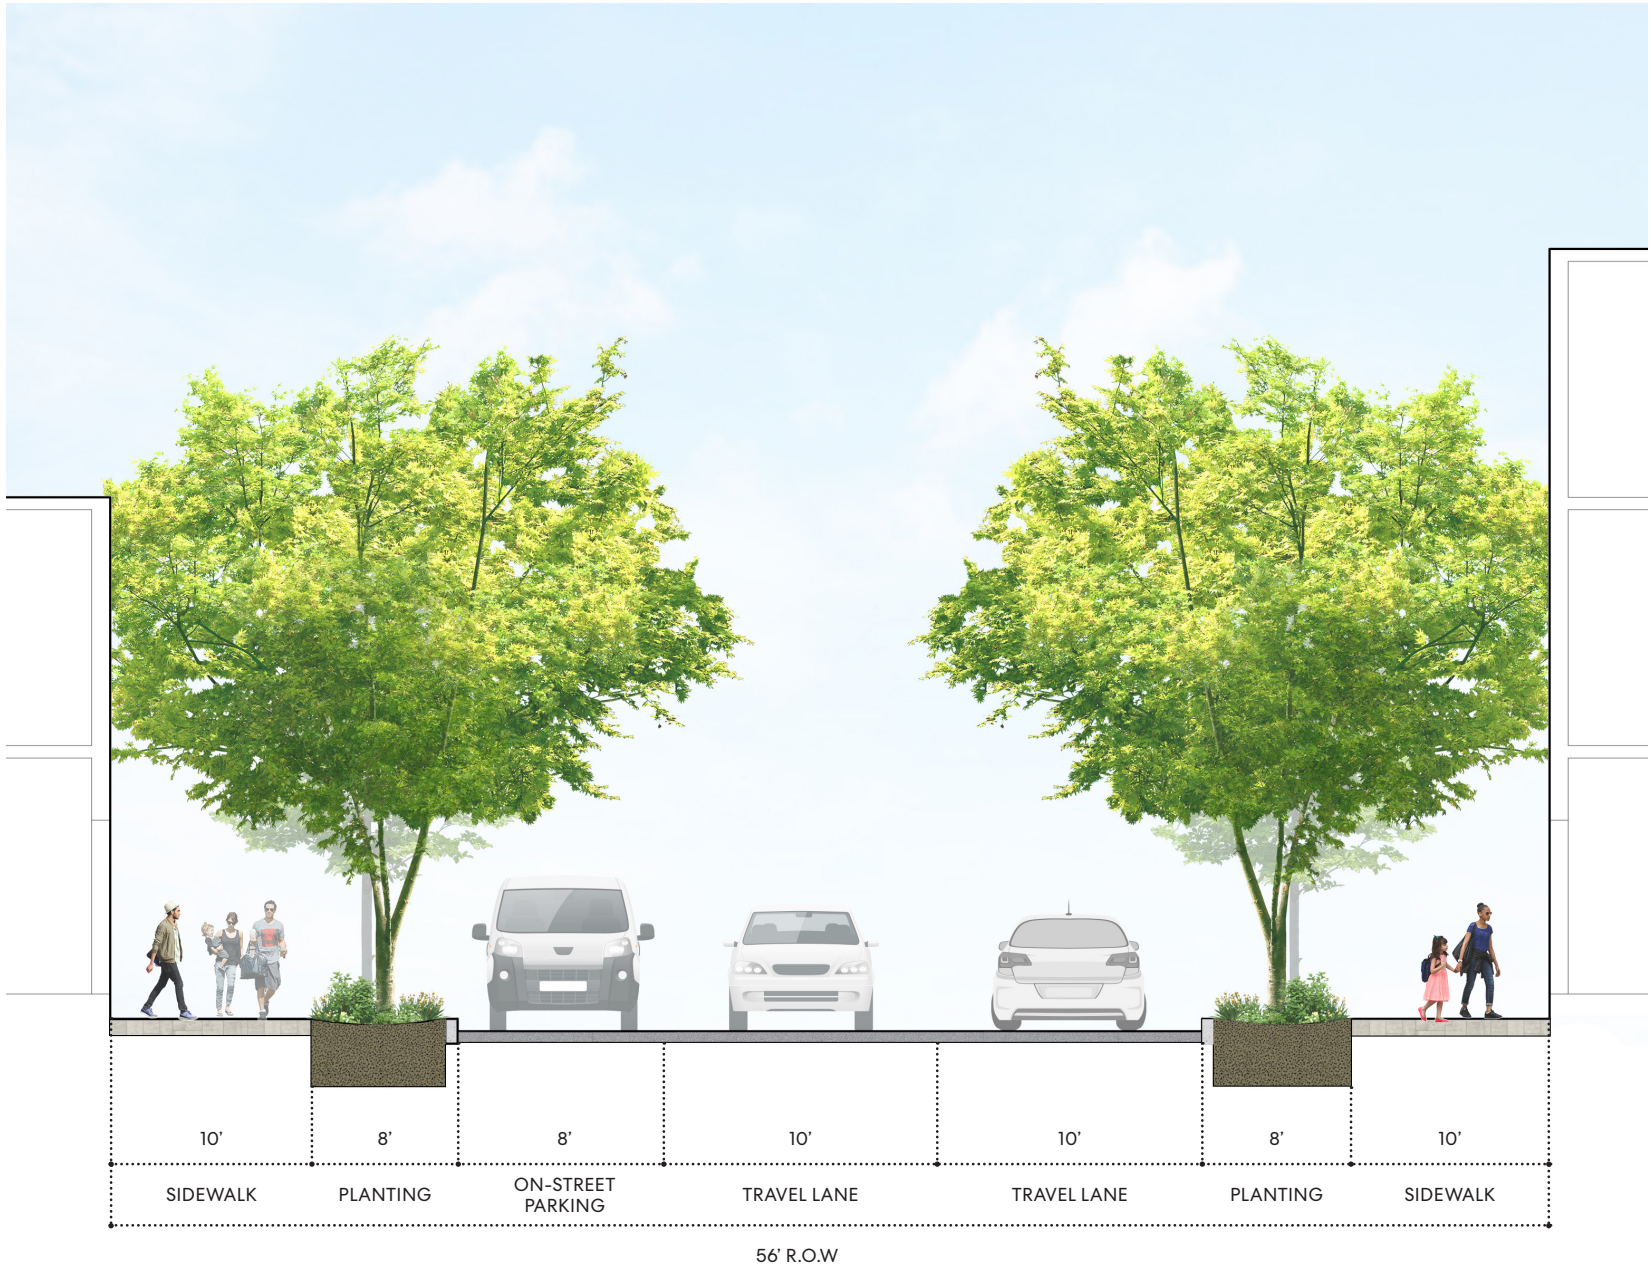 10’ 8’ 8’ 10’ 10’ 8’ 10’
SIDEWALK PLANTING ON-STREET PARKING TRAVEL LANE TRAVEL LANE PLANTING SIDEWALK
56’ R.O.W